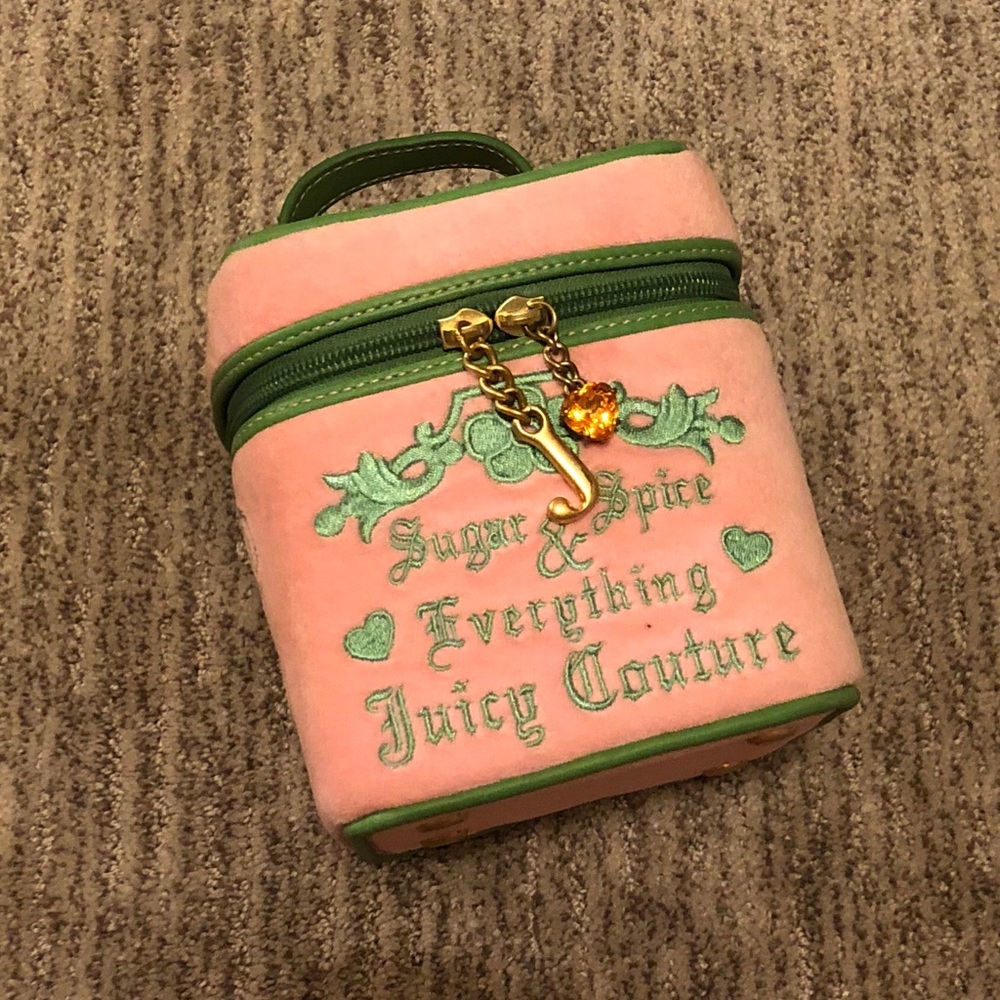 Sugar & Spice
Everything
Juicy Couture
J